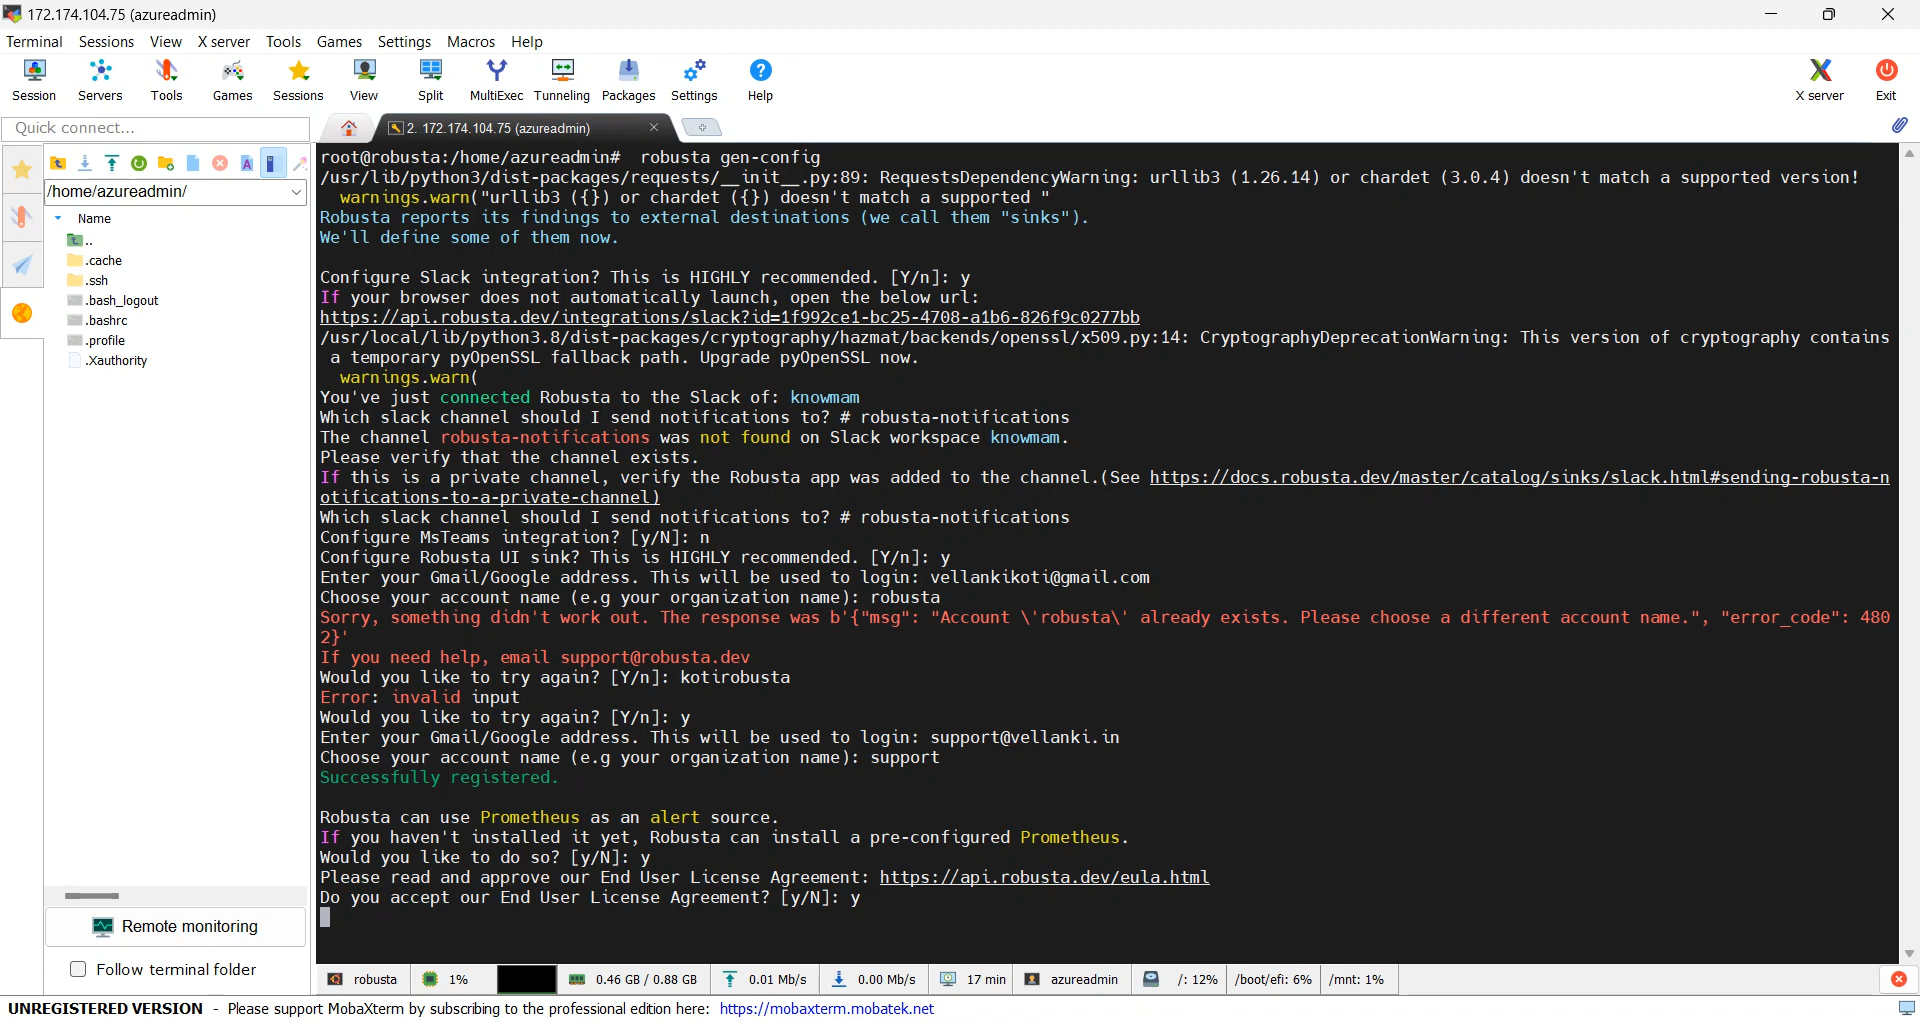 172.174.104.75 (azureadmin)
Terminal Sessions View X server Tools Games Settings Macros Help
Session Servers Tools Games Sessions View Split MultiExec Tunneling Packages Settings Help X server Exit
Quick connect...
2. 172.174.104.75 (azureadmin)
/home/azureadmin/
Name
..
.cache
.ssh
.bash_logout
.bashrc
.profile
.Xauthority
Remote monitoring
Follow terminal folder
root@robusta:/home/azureadmin#  robusta gen-config
/usr/lib/python3/dist-packages/requests/__init__.py:89: RequestsDependencyWarning: urllib3 (1.26.14) or chardet (3.0.4) doesn't match a supported version!
  warnings.warn("urllib3 ({}) or chardet ({}) doesn't match a supported "
Robusta reports its findings to external destinations (we call them "sinks").
We'll define some of them now.
Configure Slack integration? This is HIGHLY recommended. [Y/n]: y
If your browser does not automatically launch, open the below url:
https://api.robusta.dev/integrations/slack?id=1f992ce1-bc25-4708-a1b6-826f9c0277bb
/usr/local/lib/python3.8/dist-packages/cryptography/hazmat/backends/openssl/x509.py:14: CryptographyDeprecationWarning: This version of cryptography contains
 a temporary pyOpenSSL fallback path. Upgrade pyOpenSSL now.
  warnings.warn(
You've just connected Robusta to the Slack of: knowmam
Which slack channel should I send notifications to? # robusta-notifications
The channel robusta-notifications was not found on Slack workspace knowmam.
Please verify that the channel exists.
If this is a private channel, verify the Robusta app was added to the channel.(See https://docs.robusta.dev/master/catalog/sinks/slack.html#sending-robusta-n
otifications-to-a-private-channel)
Which slack channel should I send notifications to? # robusta-notifications
Configure MsTeams integration? [y/N]: n
Configure Robusta UI sink? This is HIGHLY recommended. [Y/n]: y
Enter your Gmail/Google address. This will be used to login: vellankikoti@gmail.com
Choose your account name (e.g your organization name): robusta
Sorry, something didn't work out. The response was b'{"msg": "Account \'robusta\' already exists. Please choose a different account name.", "error_code": 480
2}'
If you need help, email support@robusta.dev
Would you like to try again? [Y/n]: kotirobusta
Error: invalid input
Would you like to try again? [Y/n]: y
Enter your Gmail/Google address. This will be used to login: support@vellanki.in
Choose your account name (e.g your organization name): support
Successfully registered.
Robusta can use Prometheus as an alert source.
If you haven't installed it yet, Robusta can install a pre-configured Prometheus.
Would you like to do so? [y/N]: y
Please read and approve our End User License Agreement: https://api.robusta.dev/eula.html
Do you accept our End User License Agreement? [y/N]: y
robusta 1% 0.46 GB / 0.88 GB 0.01 Mb/s 0.00 Mb/s 17 min azureadmin /: 12% /boot/efi: 6% /mnt: 1%
UNREGISTERED VERSION - Please support MobaXterm by subscribing to the professional edition here: https://mobaxterm.mobatek.net